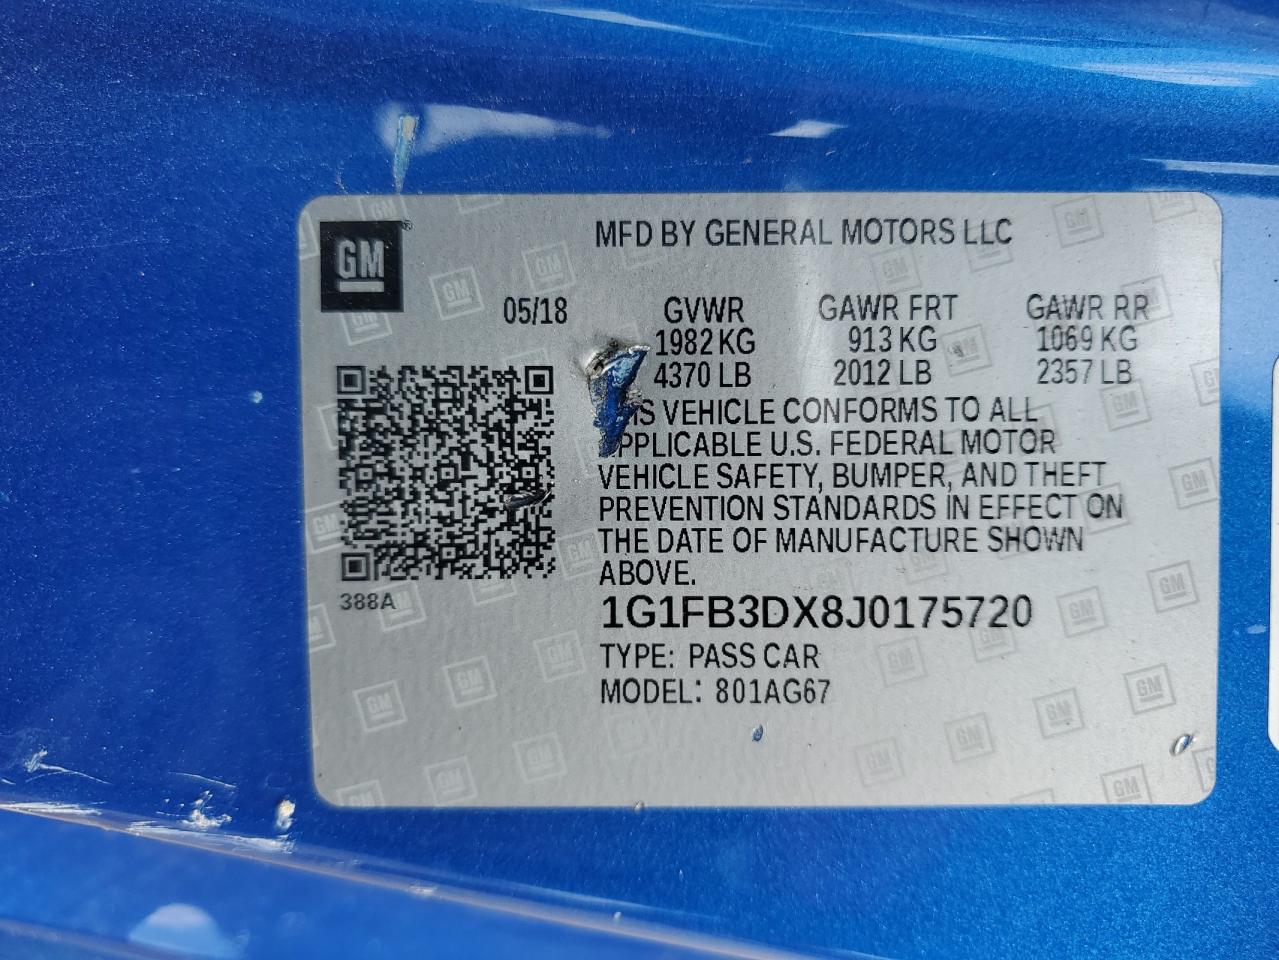 GM
MFD BY GENERAL MOTORS LLC
05/18 GVWR GAWR FRT GAWR RR
1982 KG 913 KG 1069 KG
4370 LB 2012 LB 2357 LB
VEHICLE CONFORMS TO ALL
U.S. FEDERAL MOTOR
VEHICLE SAFETY, BUMPER, AND THEFT
PREVENTION STANDARDS IN EFFECT ON
THE DATE OF MANUFACTURE SHOWN
ABOVE.
388A
1G1FB3DX8J0175720
TYPE: PASS CAR
MODEL: 801AG67